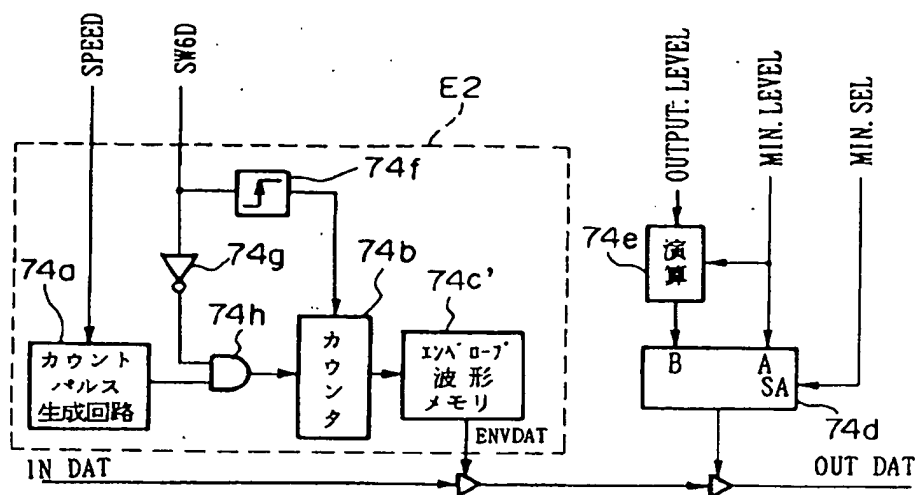 SPEED
SW6D
E2
OUTPUT.LEVEL
MIN.LEVEL
MIN.SEL
74f
74g
74b
74e
演
算
74a
74h
74c'
カウント
パルス
生成回路
カ
ウ
ン
タ
エンベロープ
波形
メモリ
B
A
SA
74d
ENVDAT
IN DAT
OUT DAT